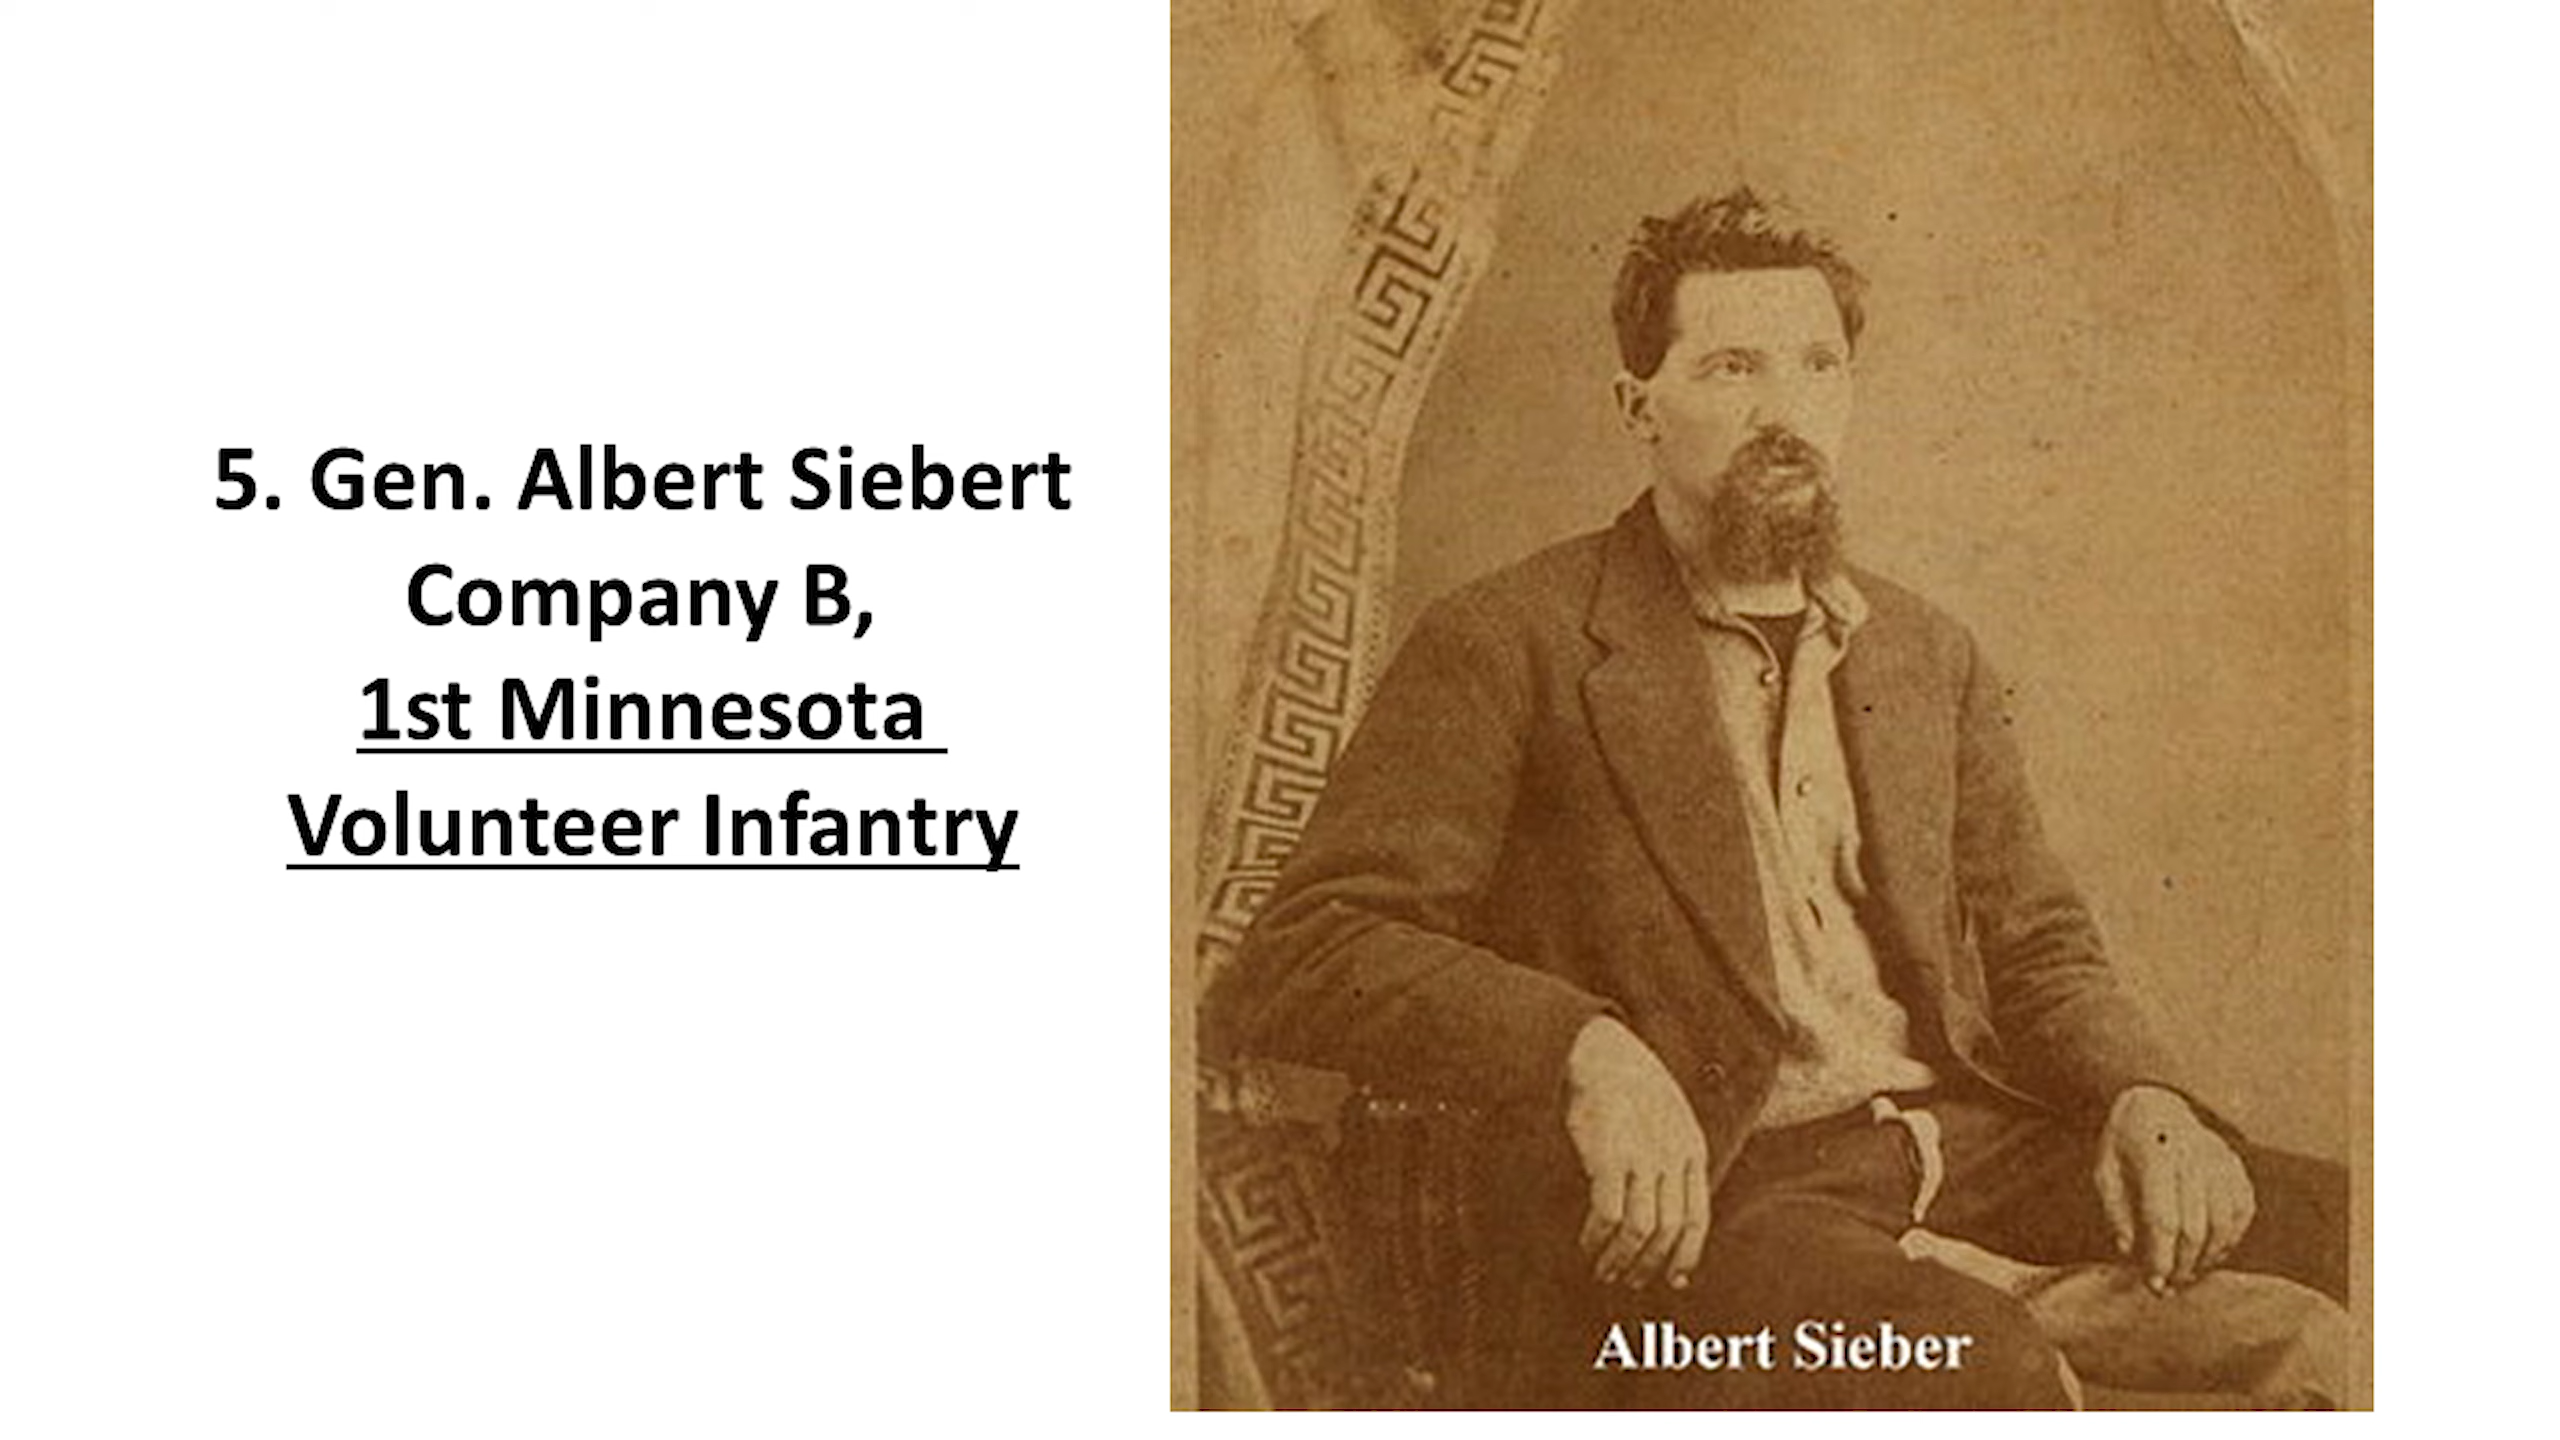 5. Gen. Albert Siebert
Company B,
1st Minnesota
Volunteer Infantry
Albert Sieber